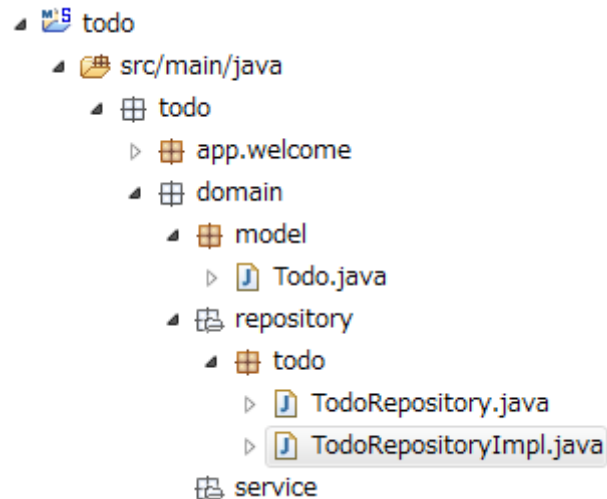 todo
src/main/java
todo
app.welcome
domain
model
Todo.java
repository
todo
TodoRepository.java
TodoRepositoryImpl.java
service